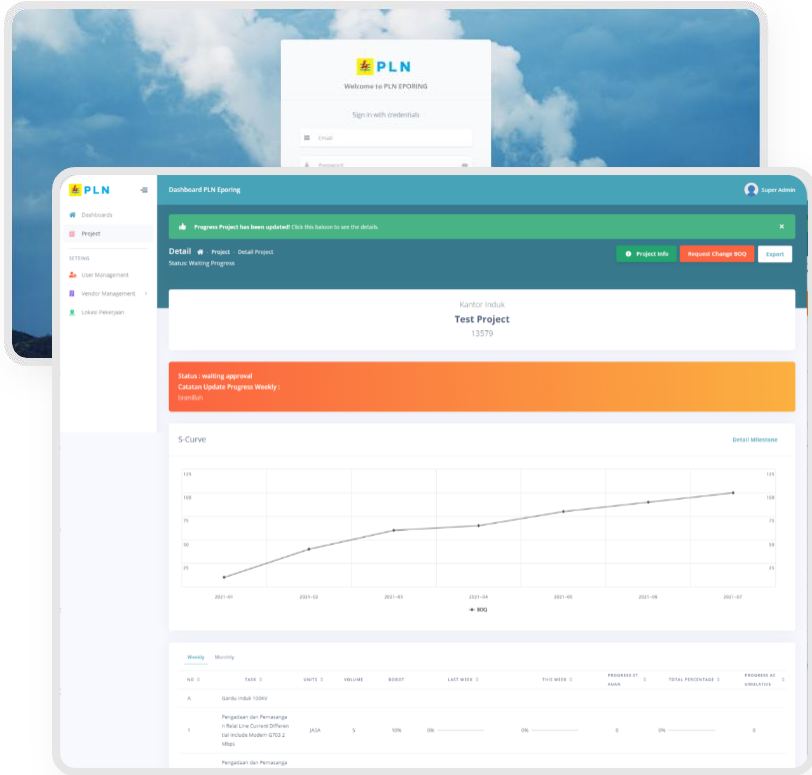 PLN
Welcome to PLN EPORING
Sign in with credentials
Email
Password
PLN
Dashboard PLN Eporing
Super Admin
Dashboards
Project
SETTING
User Management
Vendor Management
Lokasi Pekerjaan
Progress Project has been updated! Click this baloon to see the details
Detail Project - Detail Project
Status: Waiting Progress
Project Info
Request Change BOQ
Export
Kantor Induk
Test Project
13579
Status : waiting approval
Catatan Update Progress Weekly :
S-Curve
Detail Milestone
125 125
100 100
75 75
50 50
25 25
2021-01 2021-02 2021-03 2021-04 2021-05 2021-06 2021-07
BOQ
Weekly Monthly
NO TASK UNITS VOLUME BOBOT LAST WEEK THIS WEEK PROGRESS ST TOTAL PERCENTAGE PROGRESS AC
A Gardu Induk 100KV
Pengadaan dan Pemasanga
n Relai Line Current Differen
1 tial include Modem G703 2 JASA 5 10% 0% 0% 0 0% 0
Mbps
Pengadaan dan Pemasanga